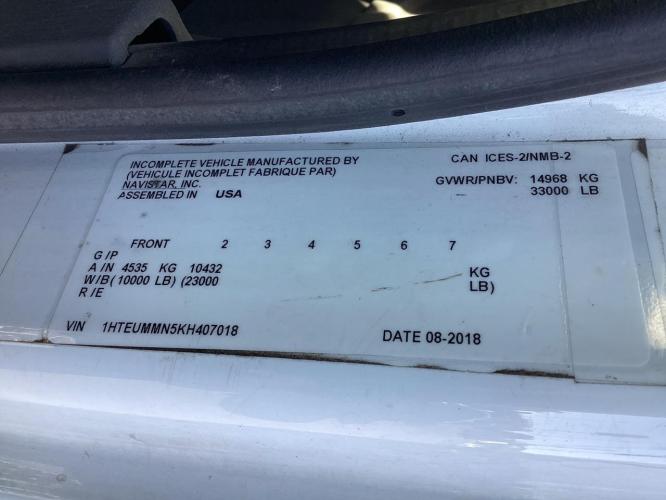 INCOMPLETE VEHICLE MANUFACTURED BY
(VEHICULE INCOMPLET FABRIQUE PAR)
NAVISTAR, INC.
ASSEMBLED IN USA
CAN ICES-2/NMB-2
GVWR/PNBV: 14968 KG
33000 LB
FRONT 2 3 4 5 6 7
G /P
A / N 4535 KG 10432 KG
W/B( 10000 LB) (23000 LB)
R /E
VIN 1HTEUMMN5KH407018
DATE 08-2018